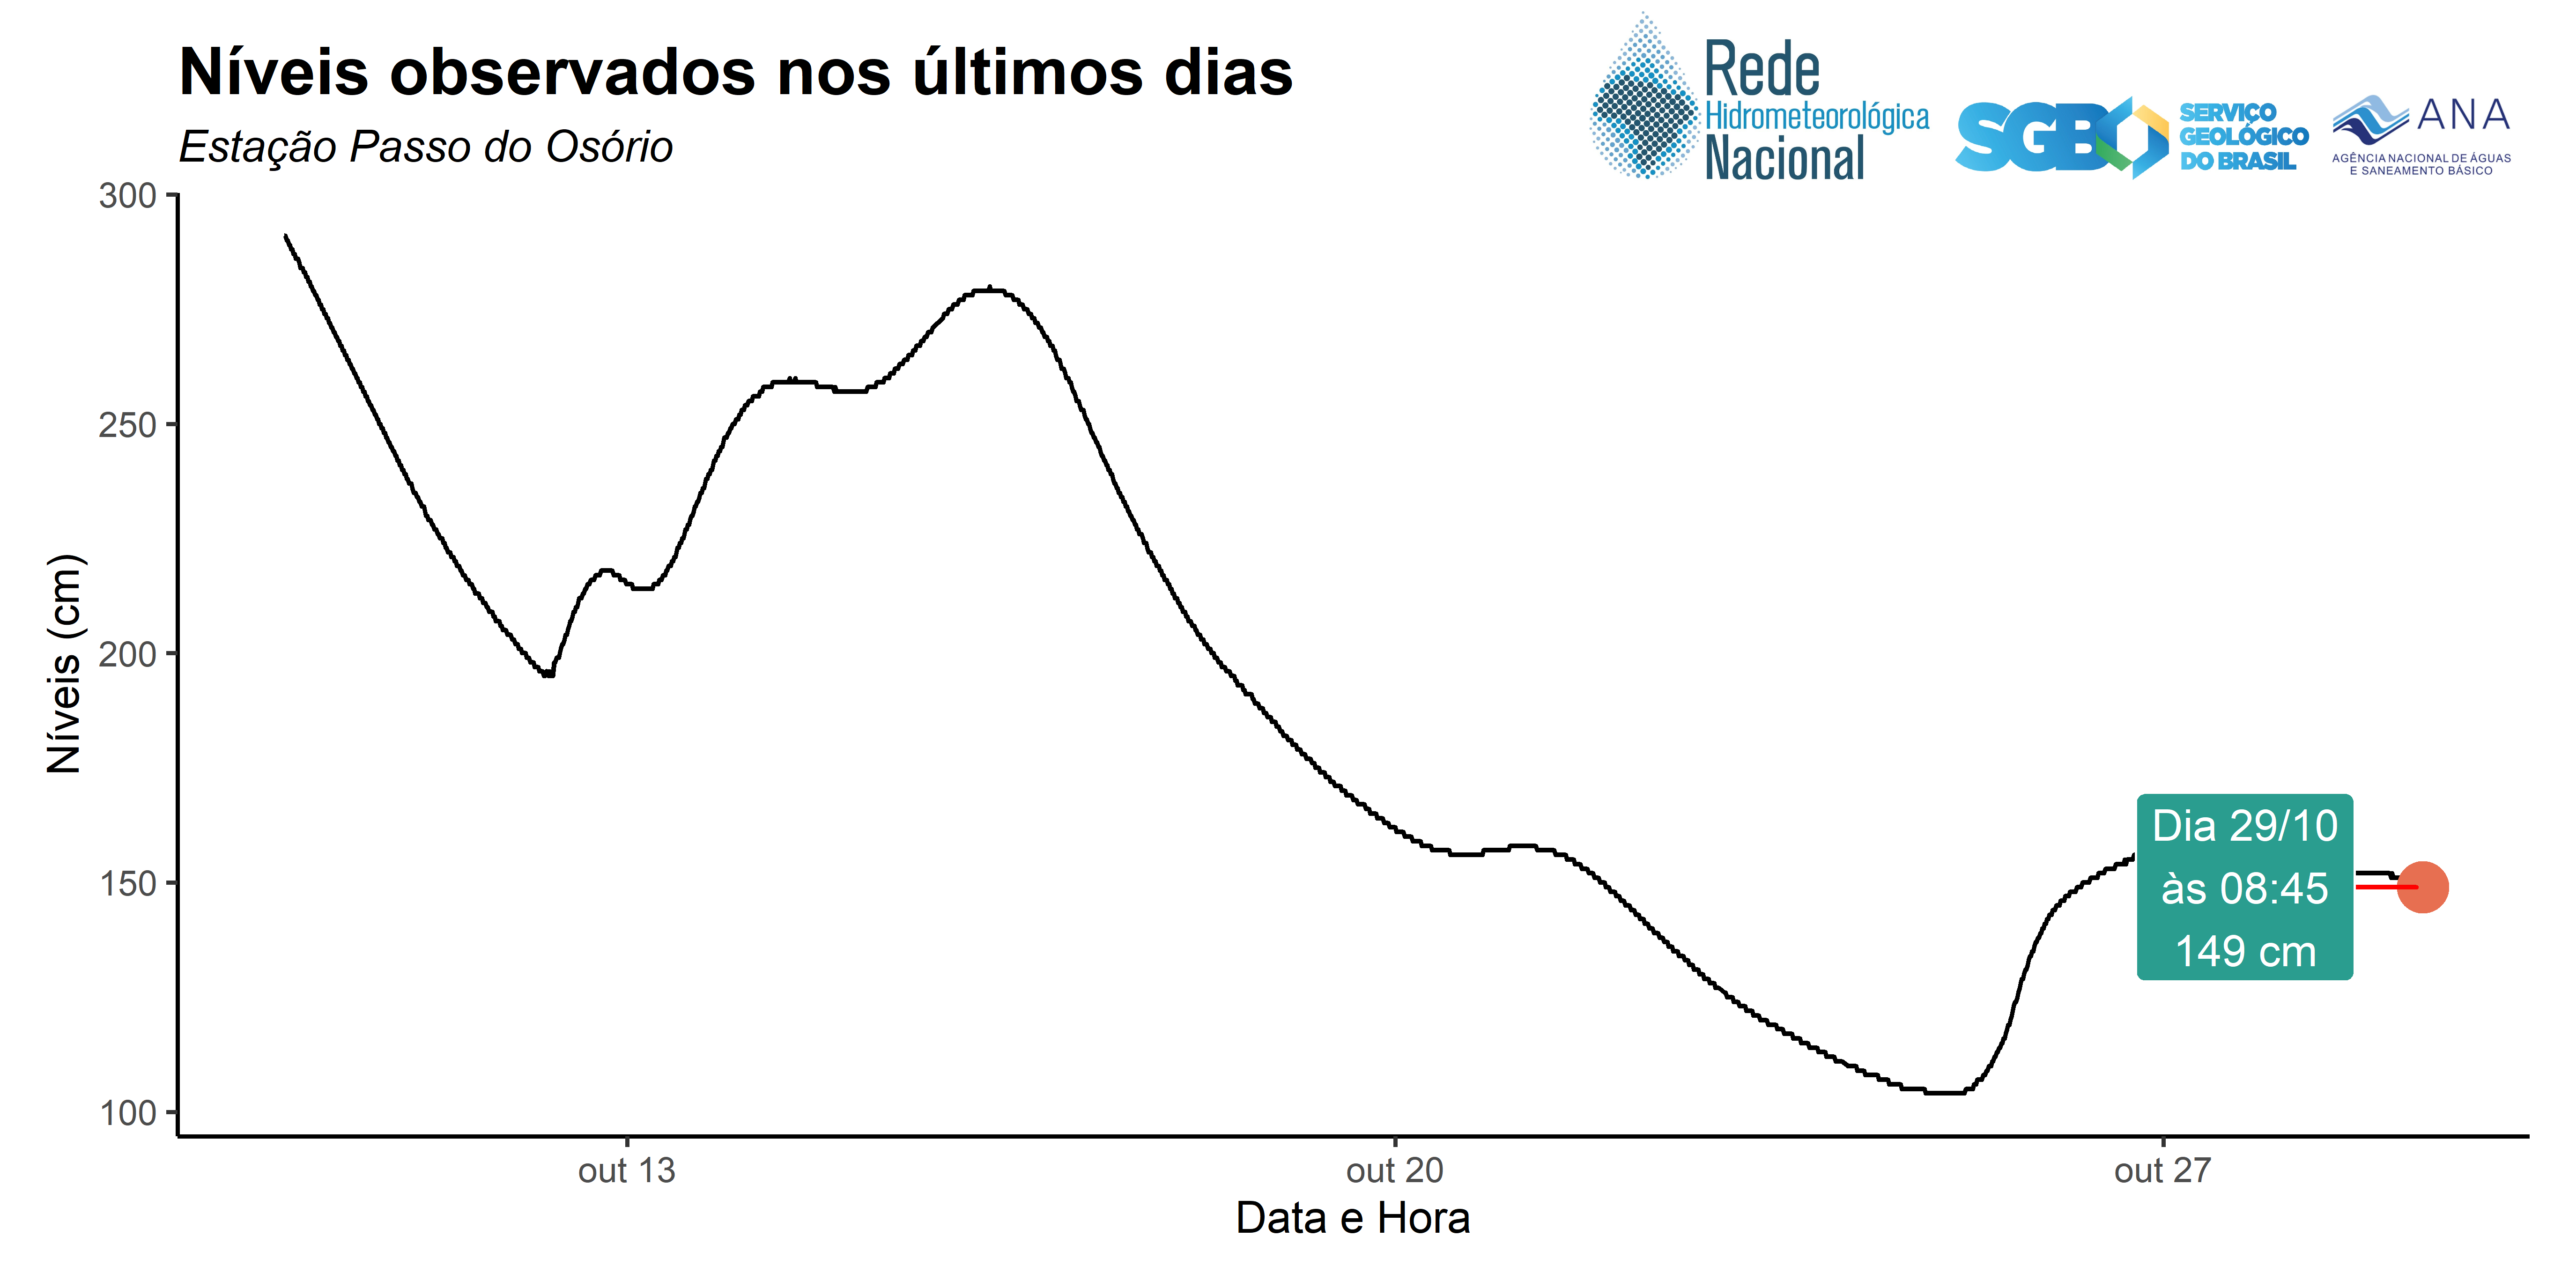 Níveis observados nos últimos dias
Estação Passo do Osório
Rede
Hidrometeorológica
Nacional
SGB
SERVIÇO
GEOLÓGICO
DO BRASIL
ANA
AGÊNCIA NACIONAL DE ÁGUAS
E SANEAMENTO BÁSICO
Níveis (cm)
300
250
200
150
100
Dia 29/10
às 08:45
149 cm
out 13
out 20
out 27
Data e Hora